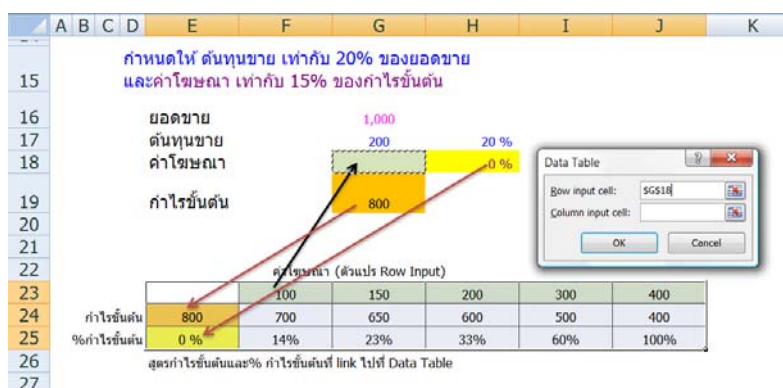 A B C D E F G H I J K
15 กำหนดให้ ต้นทุนขาย เท่ากับ 20% ของยอดขาย
และค่าโฆษณา เท่ากับ 15% ของกำไรขั้นต้น
16 ยอดขาย 1,000
17 ต้นทุนขาย 200 20 %
18 ค่าโฆษณา 0 %
19 กำไรขั้นต้น 800
20
21
22 ค่าโฆษณา (ตัวแปร Row Input)
23 100 150 200 300 400
24 กำไรขั้นต้น 800 700 650 600 500 400
25 %กำไรขั้นต้น 0 % 14% 23% 33% 60% 100%
26 สูตรกำไรขั้นต้นและ% กำไรขั้นต้นที่ link ไปที่ Data Table
27
Data Table
Row input cell: $G$18
Column input cell:
OK Cancel